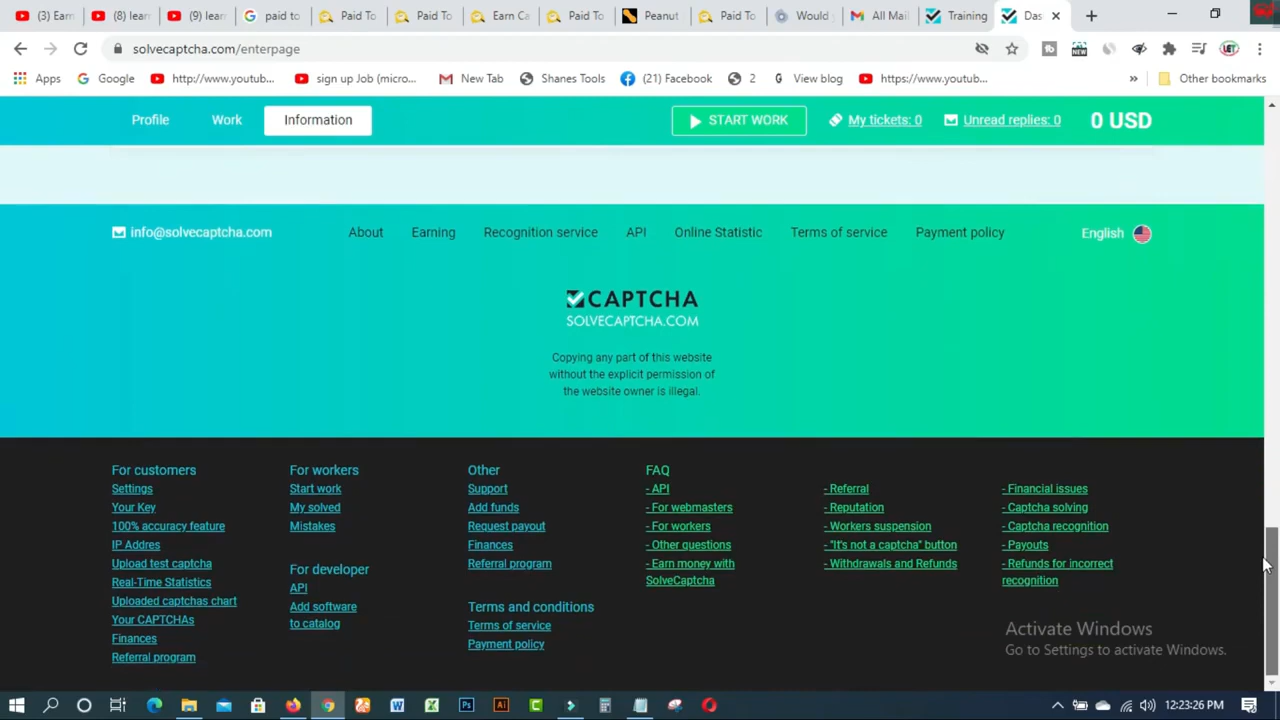 (3) Earn
(8) learn
(9) lear
paid to
Paid To
Paid To
Earn Ca
Paid To
Peanut
Paid To
Would y
All Mail
Training
Das
solvecaptcha.com/enterpage
NEW
Apps
Google
http://www.youtub...
sign up Job (micro...
New Tab
Shanes Tools
(21) Facebook
2
View blog
https://www.youtub...
»
Other bookmarks
Profile
Work
Information
START WORK
My tickets: 0
Unread replies: 0
0 USD
info@solvecaptcha.com
About
Earning
Recognition service
API
Online Statistic
Terms of service
Payment policy
English
CAPTCHA
SOLVECAPTCHA.COM
Copying any part of this website
without the explicit permission of
the website owner is illegal.
For customers
Settings
Your Key
100% accuracy feature
IP Addres
Upload test captcha
Real-Time Statistics
Uploaded captchas chart
Your CAPTCHAs
Finances
Referral program
For workers
Start work
My solved
Mistakes
For developer
API
Add software
to catalog
Other
Support
Add funds
Request payout
Finances
Referral program
Terms and conditions
Terms of service
Payment policy
FAQ
- API
- For webmasters
- For workers
- Other questions
- Earn money with
SolveCaptcha
- Referral
- Reputation
- Workers suspension
- "It's not a captcha" button
- Withdrawals and Refunds
- Financial issues
- Captcha solving
- Captcha recognition
- Payouts
- Refunds for incorrect
recognition
Activate Windows
Go to Settings to activate Windows.
12:23:26 PM